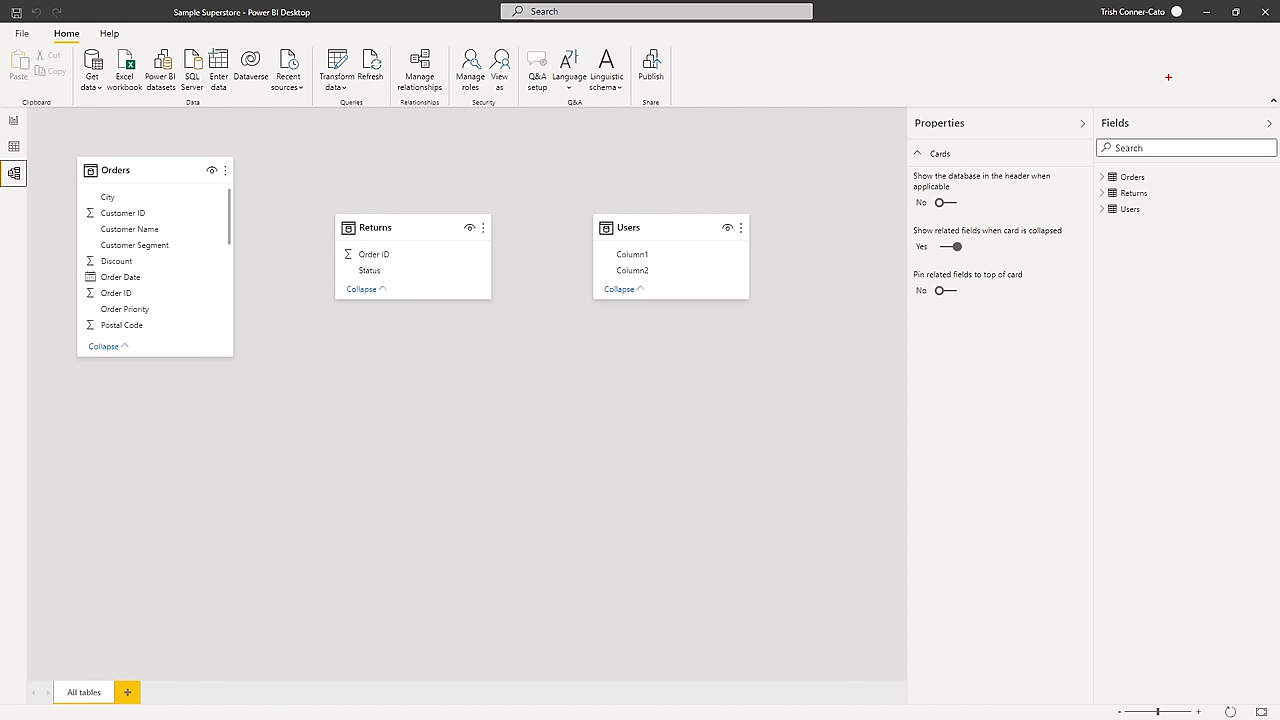 Sample Superstore - Power BI Desktop
Search
Trish Conner-Cato
File
Home
Help
Paste
Cut
Copy
Get data
Excel workbook
Power BI datasets
SQL Server
Enter data
Dataverse
Recent sources
Transform data
Refresh
Manage relationships
Manage roles
View as
Q&A setup
Language
Linguistic schema
Publish
Clipboard
Data
Queries
Relationships
Security
Q&A
Share
Orders
City
Customer ID
Customer Name
Customer Segment
Discount
Order Date
Order ID
Order Priority
Postal Code
Collapse
Returns
Order ID
Status
Collapse
Users
Column1
Column2
Collapse
Properties
Cards
Show the database in the header when
applicable
No
Show related fields when card is collapsed
Yes
Pin related fields to top of card
No
Fields
Search
Orders
Returns
Users
All tables